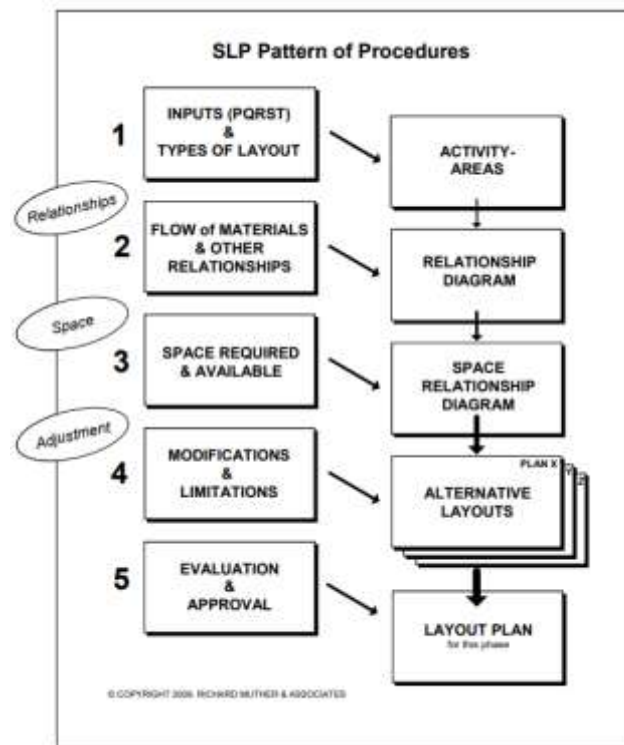 SLP Pattern of Procedures
1
INPUTS (PQRST)
&
TYPES OF LAYOUT
ACTIVITY-
AREAS
Relationships
2
FLOW of MATERIALS
& OTHER
RELATIONSHIPS
RELATIONSHIP
DIAGRAM
Space
3
SPACE REQUIRED
& AVAILABLE
SPACE
RELATIONSHIP
DIAGRAM
Adjustment
4
MODIFICATIONS
&
LIMITATIONS
PLAN X
Y
Z
ALTERNATIVE
LAYOUTS
5
EVALUATION
&
APPROVAL
LAYOUT PLAN
for this phase
© COPYRIGHT 2009. RICHARD MUTHER & ASSOCIATES